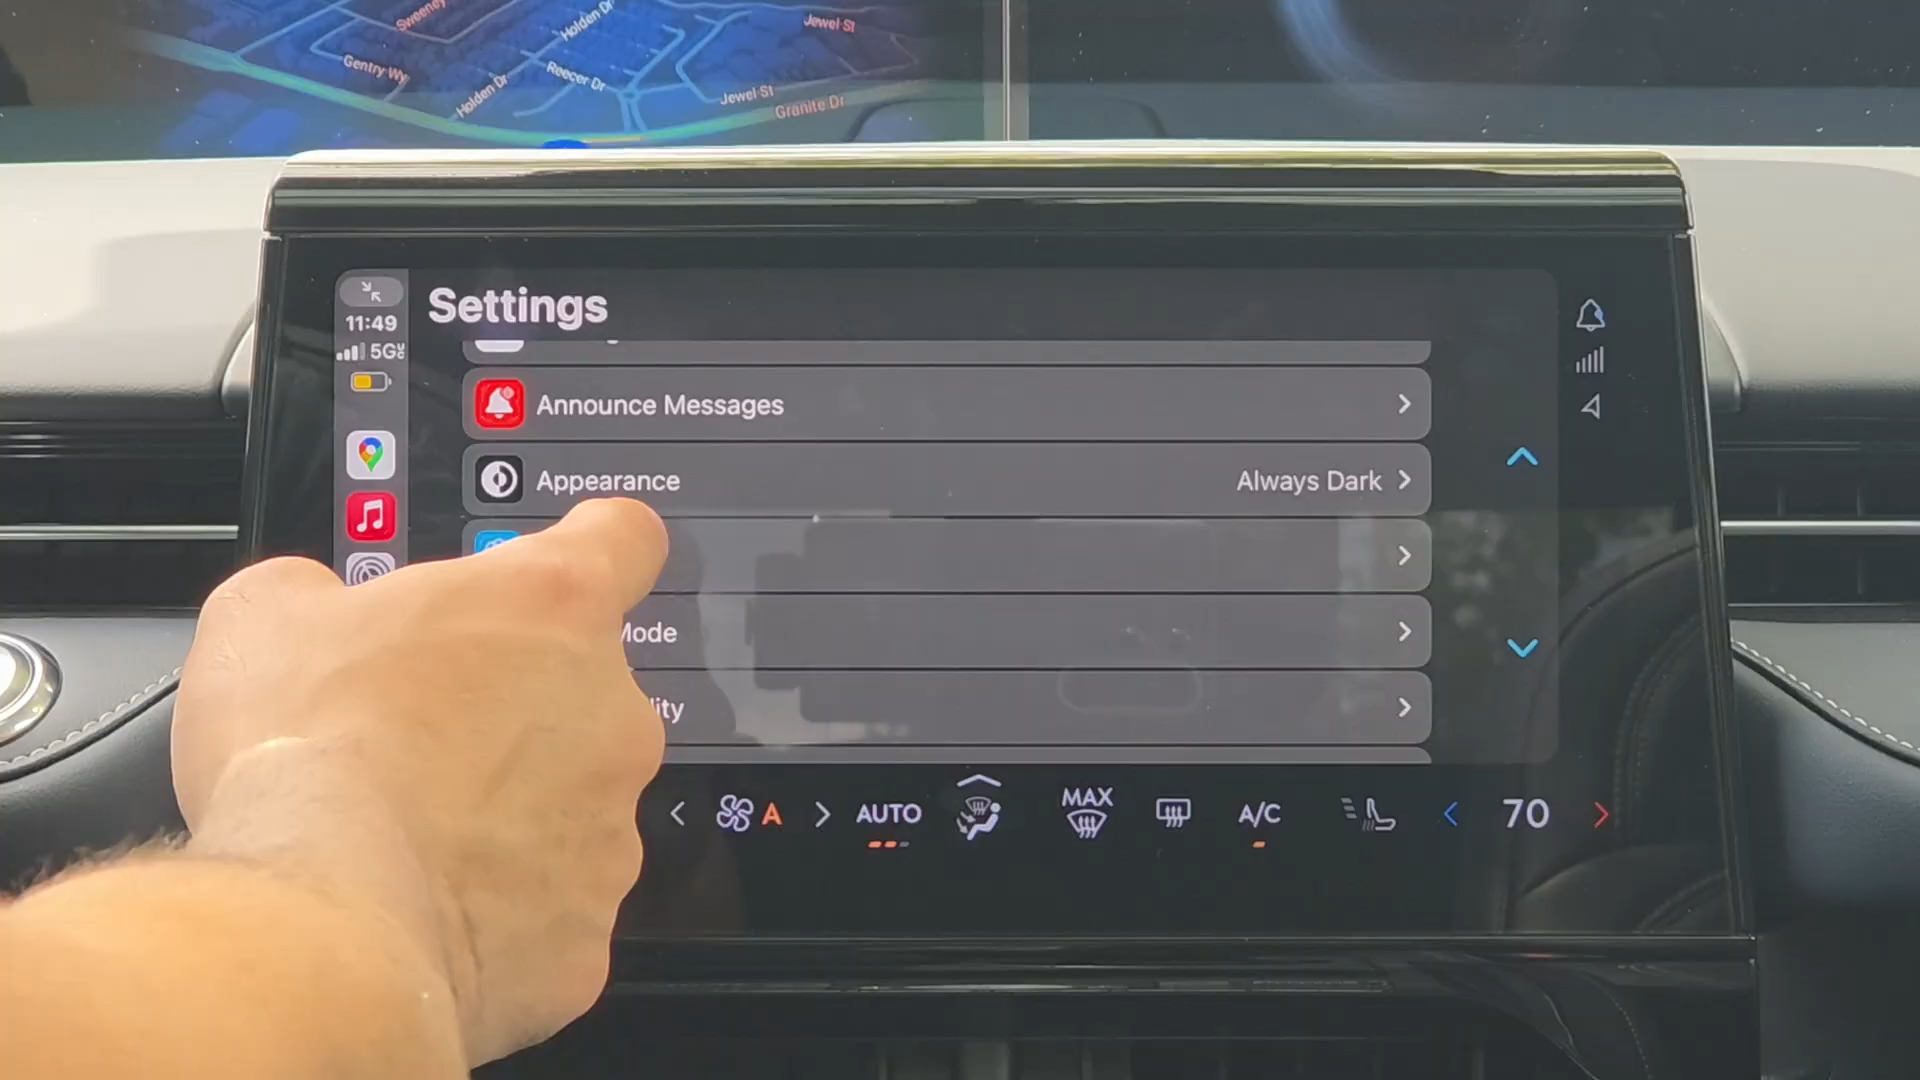 Sweeney
Holden Dr
Jewel St
Gentry Wy
Holden Dr
Reecer Dr
Jewel St
Granite Dr
11:49
5G
Settings
Announce Messages
Appearance
Always Dark
Mode
lity
A
AUTO
MAX
A/C
70